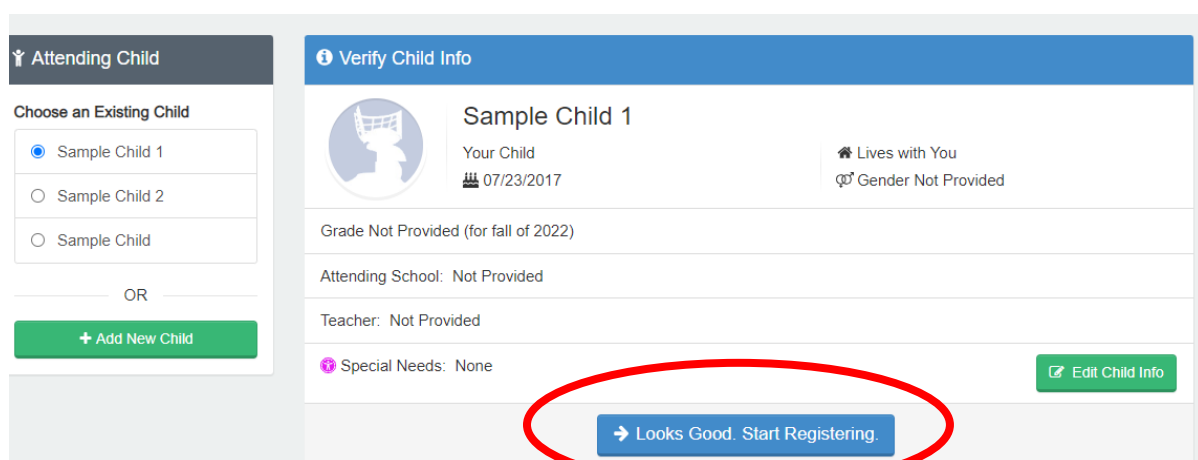 Attending Child
Choose an Existing Child
Sample Child 1
Sample Child 2
Sample Child
OR
+ Add New Child
Verify Child Info
Sample Child 1
Your Child
07/23/2017
Lives with You
Gender Not Provided
Grade Not Provided (for fall of 2022)
Attending School: Not Provided
Teacher: Not Provided
Special Needs: None
Edit Child Info
Looks Good. Start Registering.